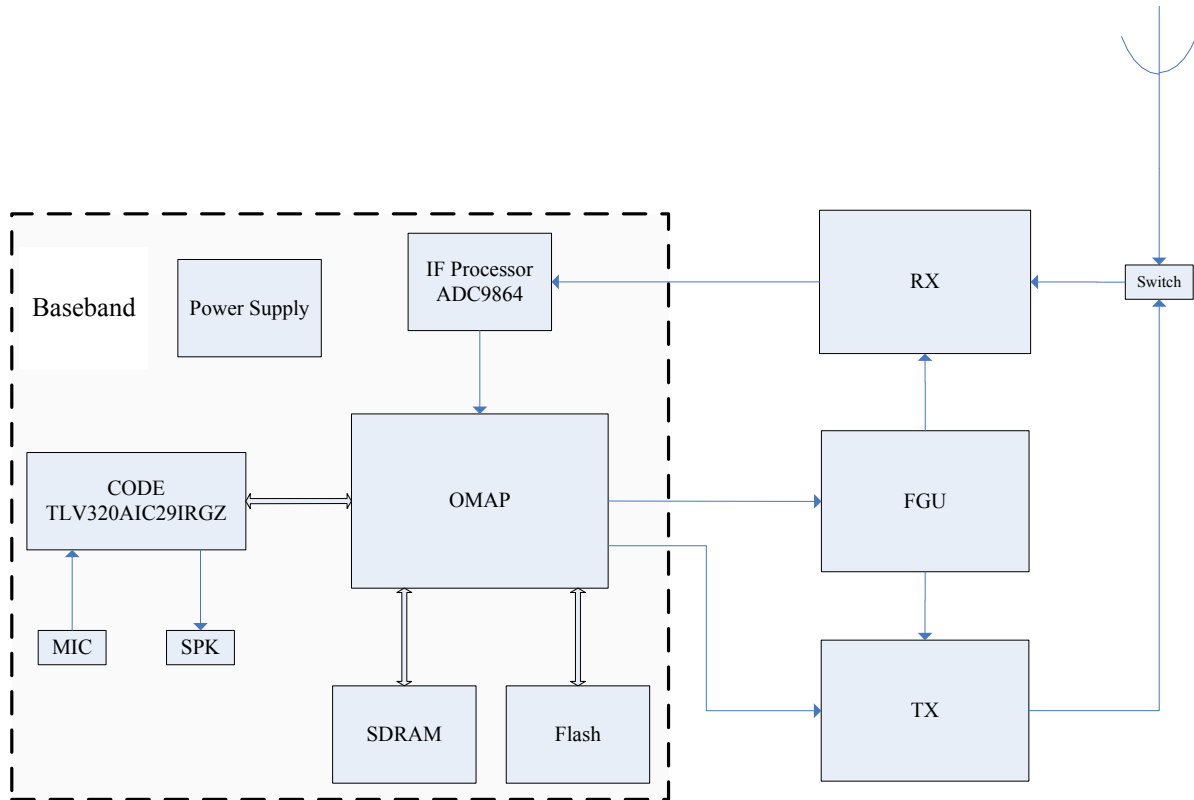 Baseband
Power Supply
IF Processor
ADC9864
RX
Switch
CODE
TLV320AIC29IRGZ
OMAP
FGU
MIC
SPK
SDRAM
Flash
TX